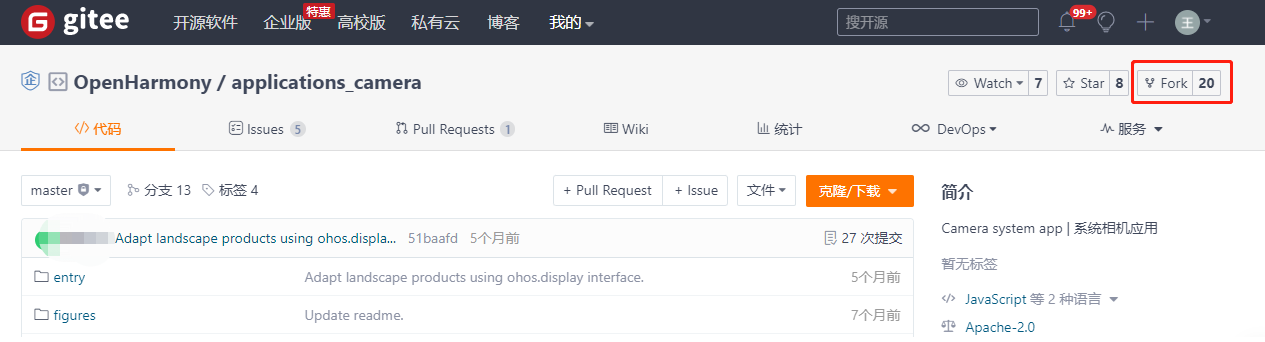 G gitee 开源软件 企业版 特惠 高校版 私有云 博客 我的 搜开源 99+ 王
企 OpenHarmony / applications_camera Watch 7 Star 8 Fork 20
代码 Issues 5 Pull Requests 1 Wiki 统计 DevOps 服务
master 分支 13 标签 4 + Pull Request + Issue 文件 克隆/下载
Adapt landscape products using ohos.displa... 51baafd 5个月前 27 次提交
entry Adapt landscape products using ohos.display interface. 5个月前
figures Update readme. 7个月前
简介
Camera system app | 系统相机应用
暂无标签
JavaScript 等 2 种语言
Apache-2.0